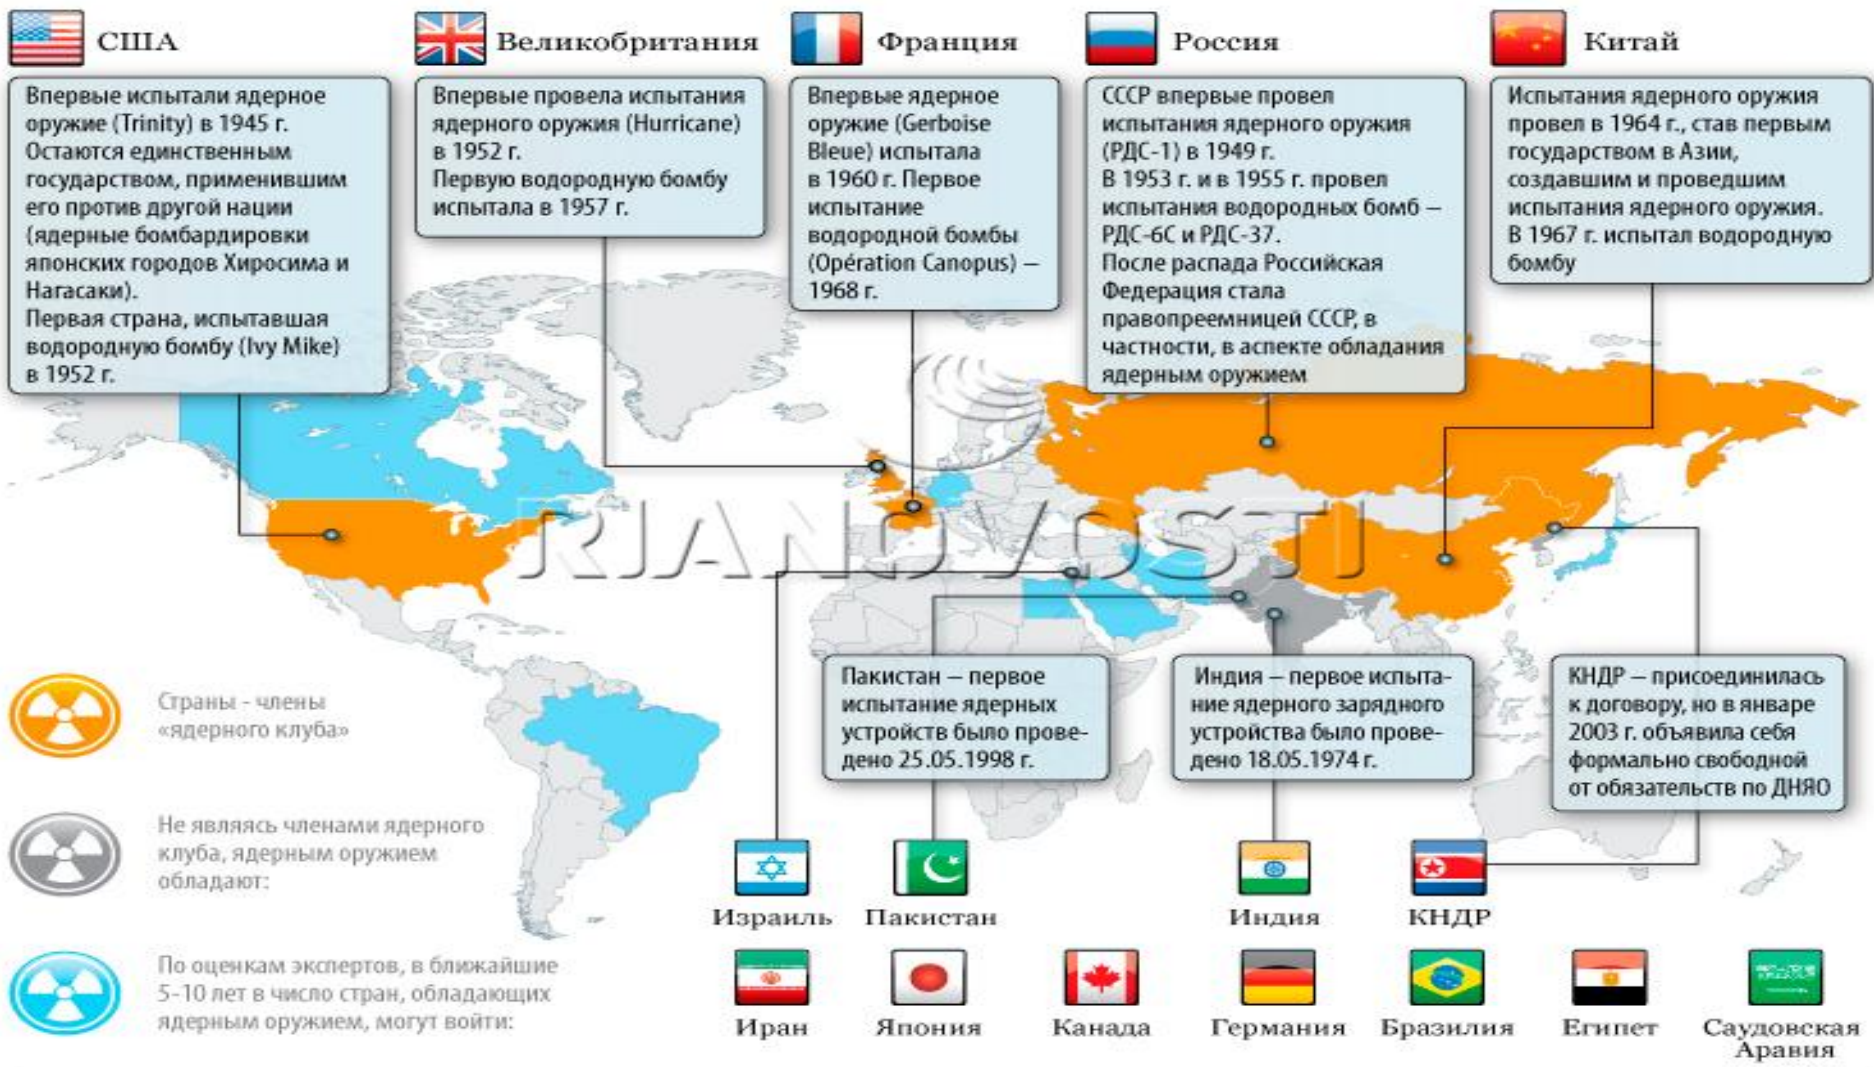 США
Впервые испытали ядерное
оружие (Trinity) в 1945 г.
Остаются единственным
государством, применившим
его против другой нации
(ядерные бомбардировки
японских городов Хиросима и
Нагасаки).
Первая страна, испытавшая
водородную бомбу (Ivy Mike)
в 1952 г.
Великобритания
Впервые провела испытания
ядерного оружия (Hurricane)
в 1952 г.
Первую водородную бомбу
испытала в 1957 г.
Франция
Впервые ядерное
оружие (Gerboise
Bleue) испытала
в 1960 г. Первое
испытание
водородной бомбы
(Opération Canopus) –
1968 г.
Россия
СССР впервые провел
испытания ядерного оружия
(РДС-1) в 1949 г.
В 1953 г. и в 1955 г. провел
испытания водородных бомб –
РДС-6С и РДС-37.
После распада Российская
Федерация стала
правопреемницей СССР, в
частности, в аспекте обладания
ядерным оружием
Китай
Испытания ядерного оружия
провел в 1964 г., став первым
государством в Азии,
создавшим и проведшим
испытания ядерного оружия.
В 1967 г. испытал водородную
бомбу
RIANOVOSTI
Пакистан – первое
испытание ядерных
устройств было прове-
дено 25.05.1998 г.
Индия – первое испыта-
ние ядерного зарядного
устройства было прове-
дено 18.05.1974 г.
КНДР – присоединилась
к договору, но в январе
2003 г. объявила себя
формально свободной
от обязательств по ДНЯО
Страны - члены
«ядерного клуба»
Не являясь членами ядерного
клуба, ядерным оружием
обладают:
Израиль
Пакистан
Индия
КНДР
По оценкам экспертов, в ближайшие
5-10 лет в число стран, обладающих
ядерным оружием, могут войти:
Иран
Япония
Канада
Германия
Бразилия
Египет
Саудовская
Аравия